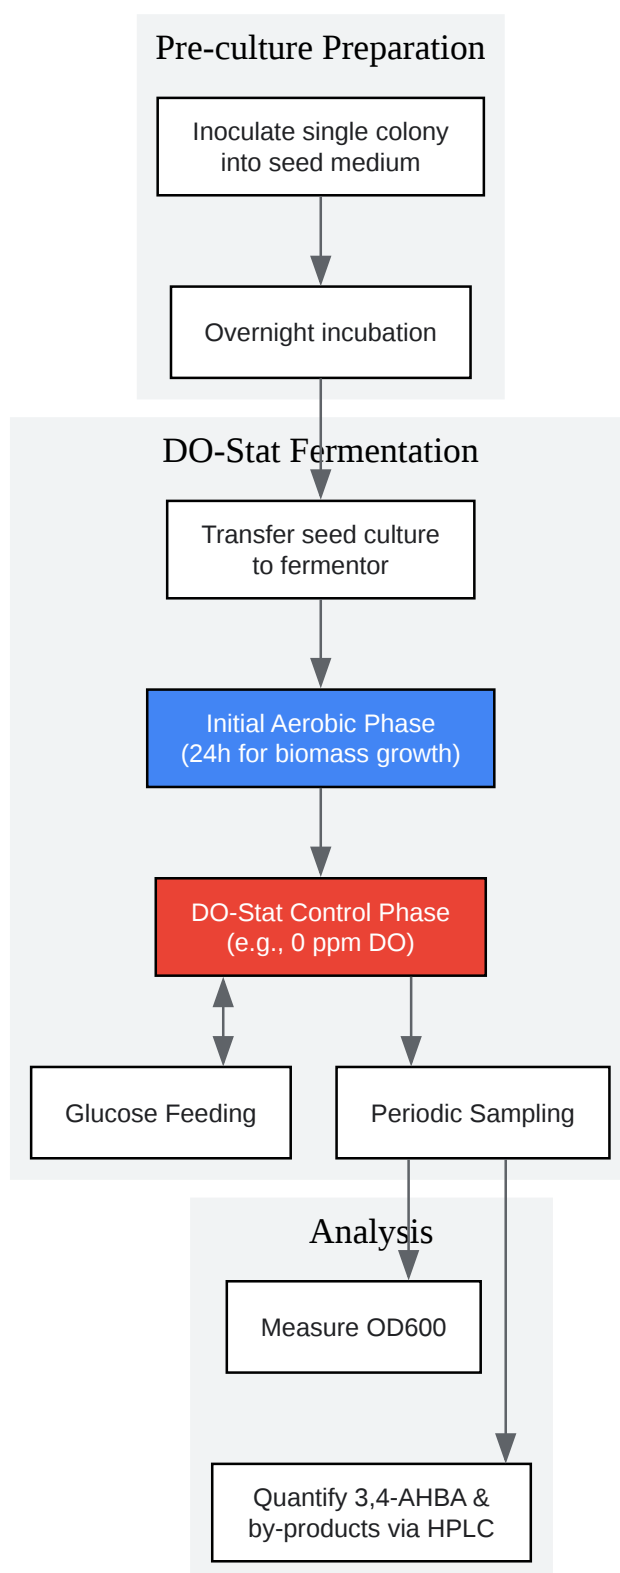 Pre-culture Preparation
Inoculate single colony
into seed medium
Overnight incubation
DO-Stat Fermentation
Transfer seed culture
to fermentor
Initial Aerobic Phase
(24h for biomass growth)
DO-Stat Control Phase
(e.g., 0 ppm DO)
Glucose Feeding
Periodic Sampling
Analysis
Measure OD600
Quantify 3,4-AHBA &
by-products via HPLC